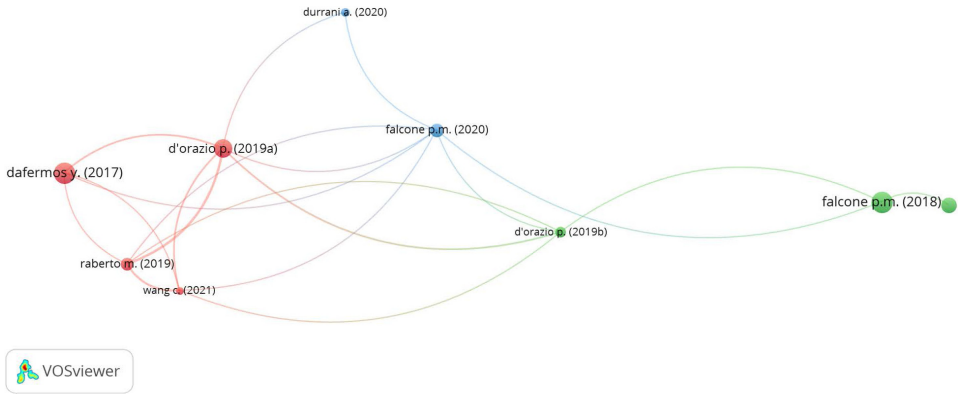 durrani a. (2020)
falcone p.m. (2020)
d'orazio p. (2019a)
dafermos y. (2017)
falcone p.m. (2018)
d'orazio p. (2019b)
raberto m. (2019)
wang c. (2021)
VOSviewer